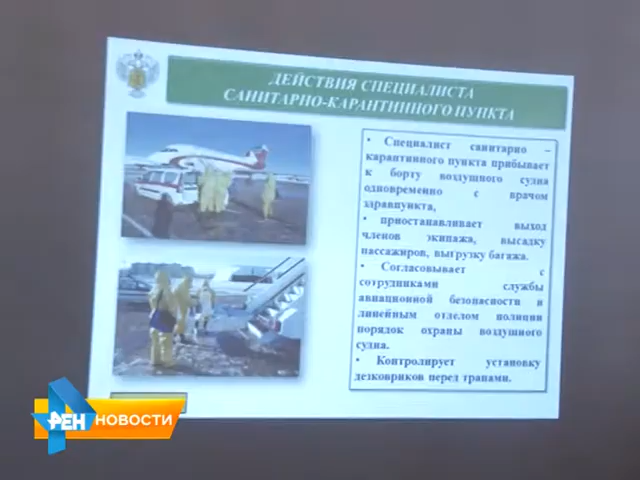 ДЕЙСТВИЯ СПЕЦИАЛИСТА
САНИТАРНО-КАРАНТИННОГО ПУНКТА
• Специалист санитарно –
карантинного пункта прибывает
к борту воздушного судна
одновременно с врачом
здравпункта,
• приостанавливает выход
членов экипажа, высадку
пассажиров, выгрузку багажа.
• Согласовывает с
сотрудниками службы
авиационной безопасности и
линейным отделом полиции
порядок охраны воздушного
судна.
• Контролирует установку
дезковриков перед трапами.
РЕН НОВОСТИ